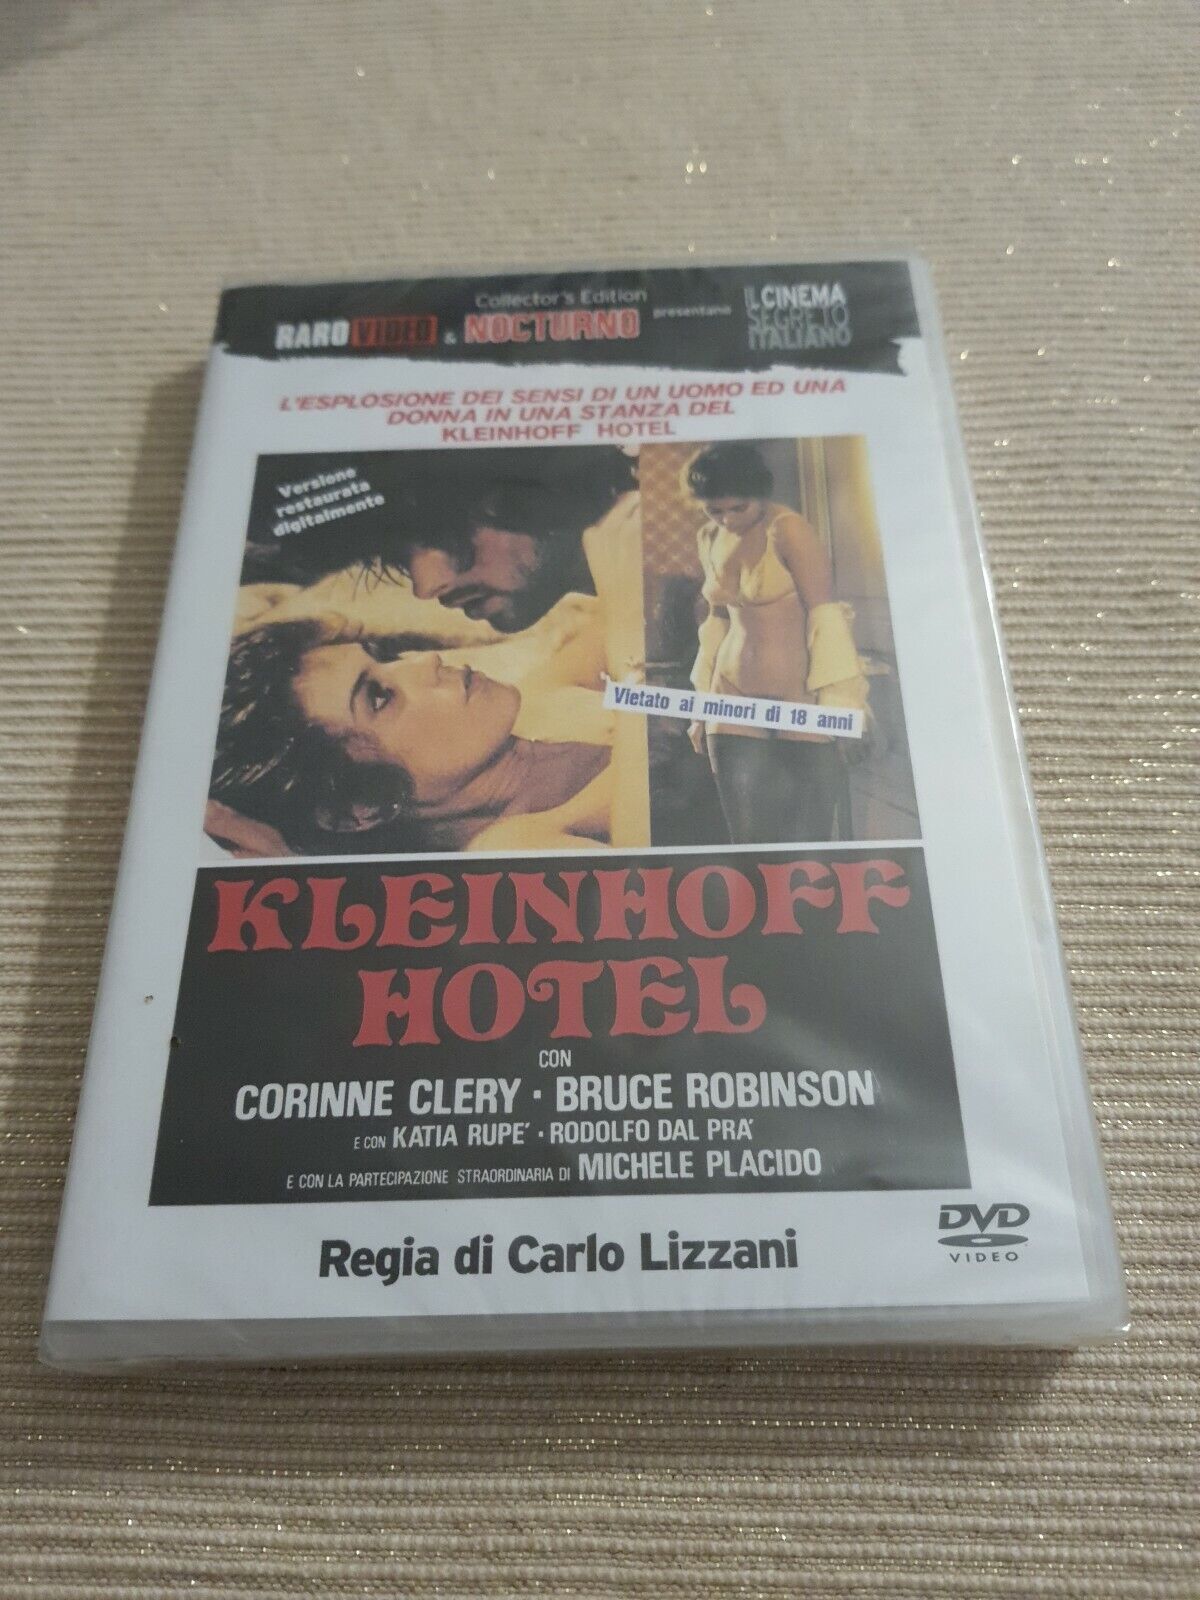 Collector's Edition
RARO VIDEO & NOCTURNO presentano
IL CINEMA
SEGRETO
ITALIANO
L'ESPLOSIONE DEI SENSI DI UN UOMO ED UNA
DONNA IN UNA STANZA DEL
KLEINHOFF HOTEL
Versione
restaurata
digitalmente
Vietato ai minori di 18 anni
KLEINHOFF
HOTEL
CON
CORINNE CLERY · BRUCE ROBINSON
E CON KATIA RUPE' · RODOLFO DAL PRA'
E CON LA PARTECIPAZIONE STRAORDINARIA DI MICHELE PLACIDO
DVD
VIDEO
Regia di Carlo Lizzani